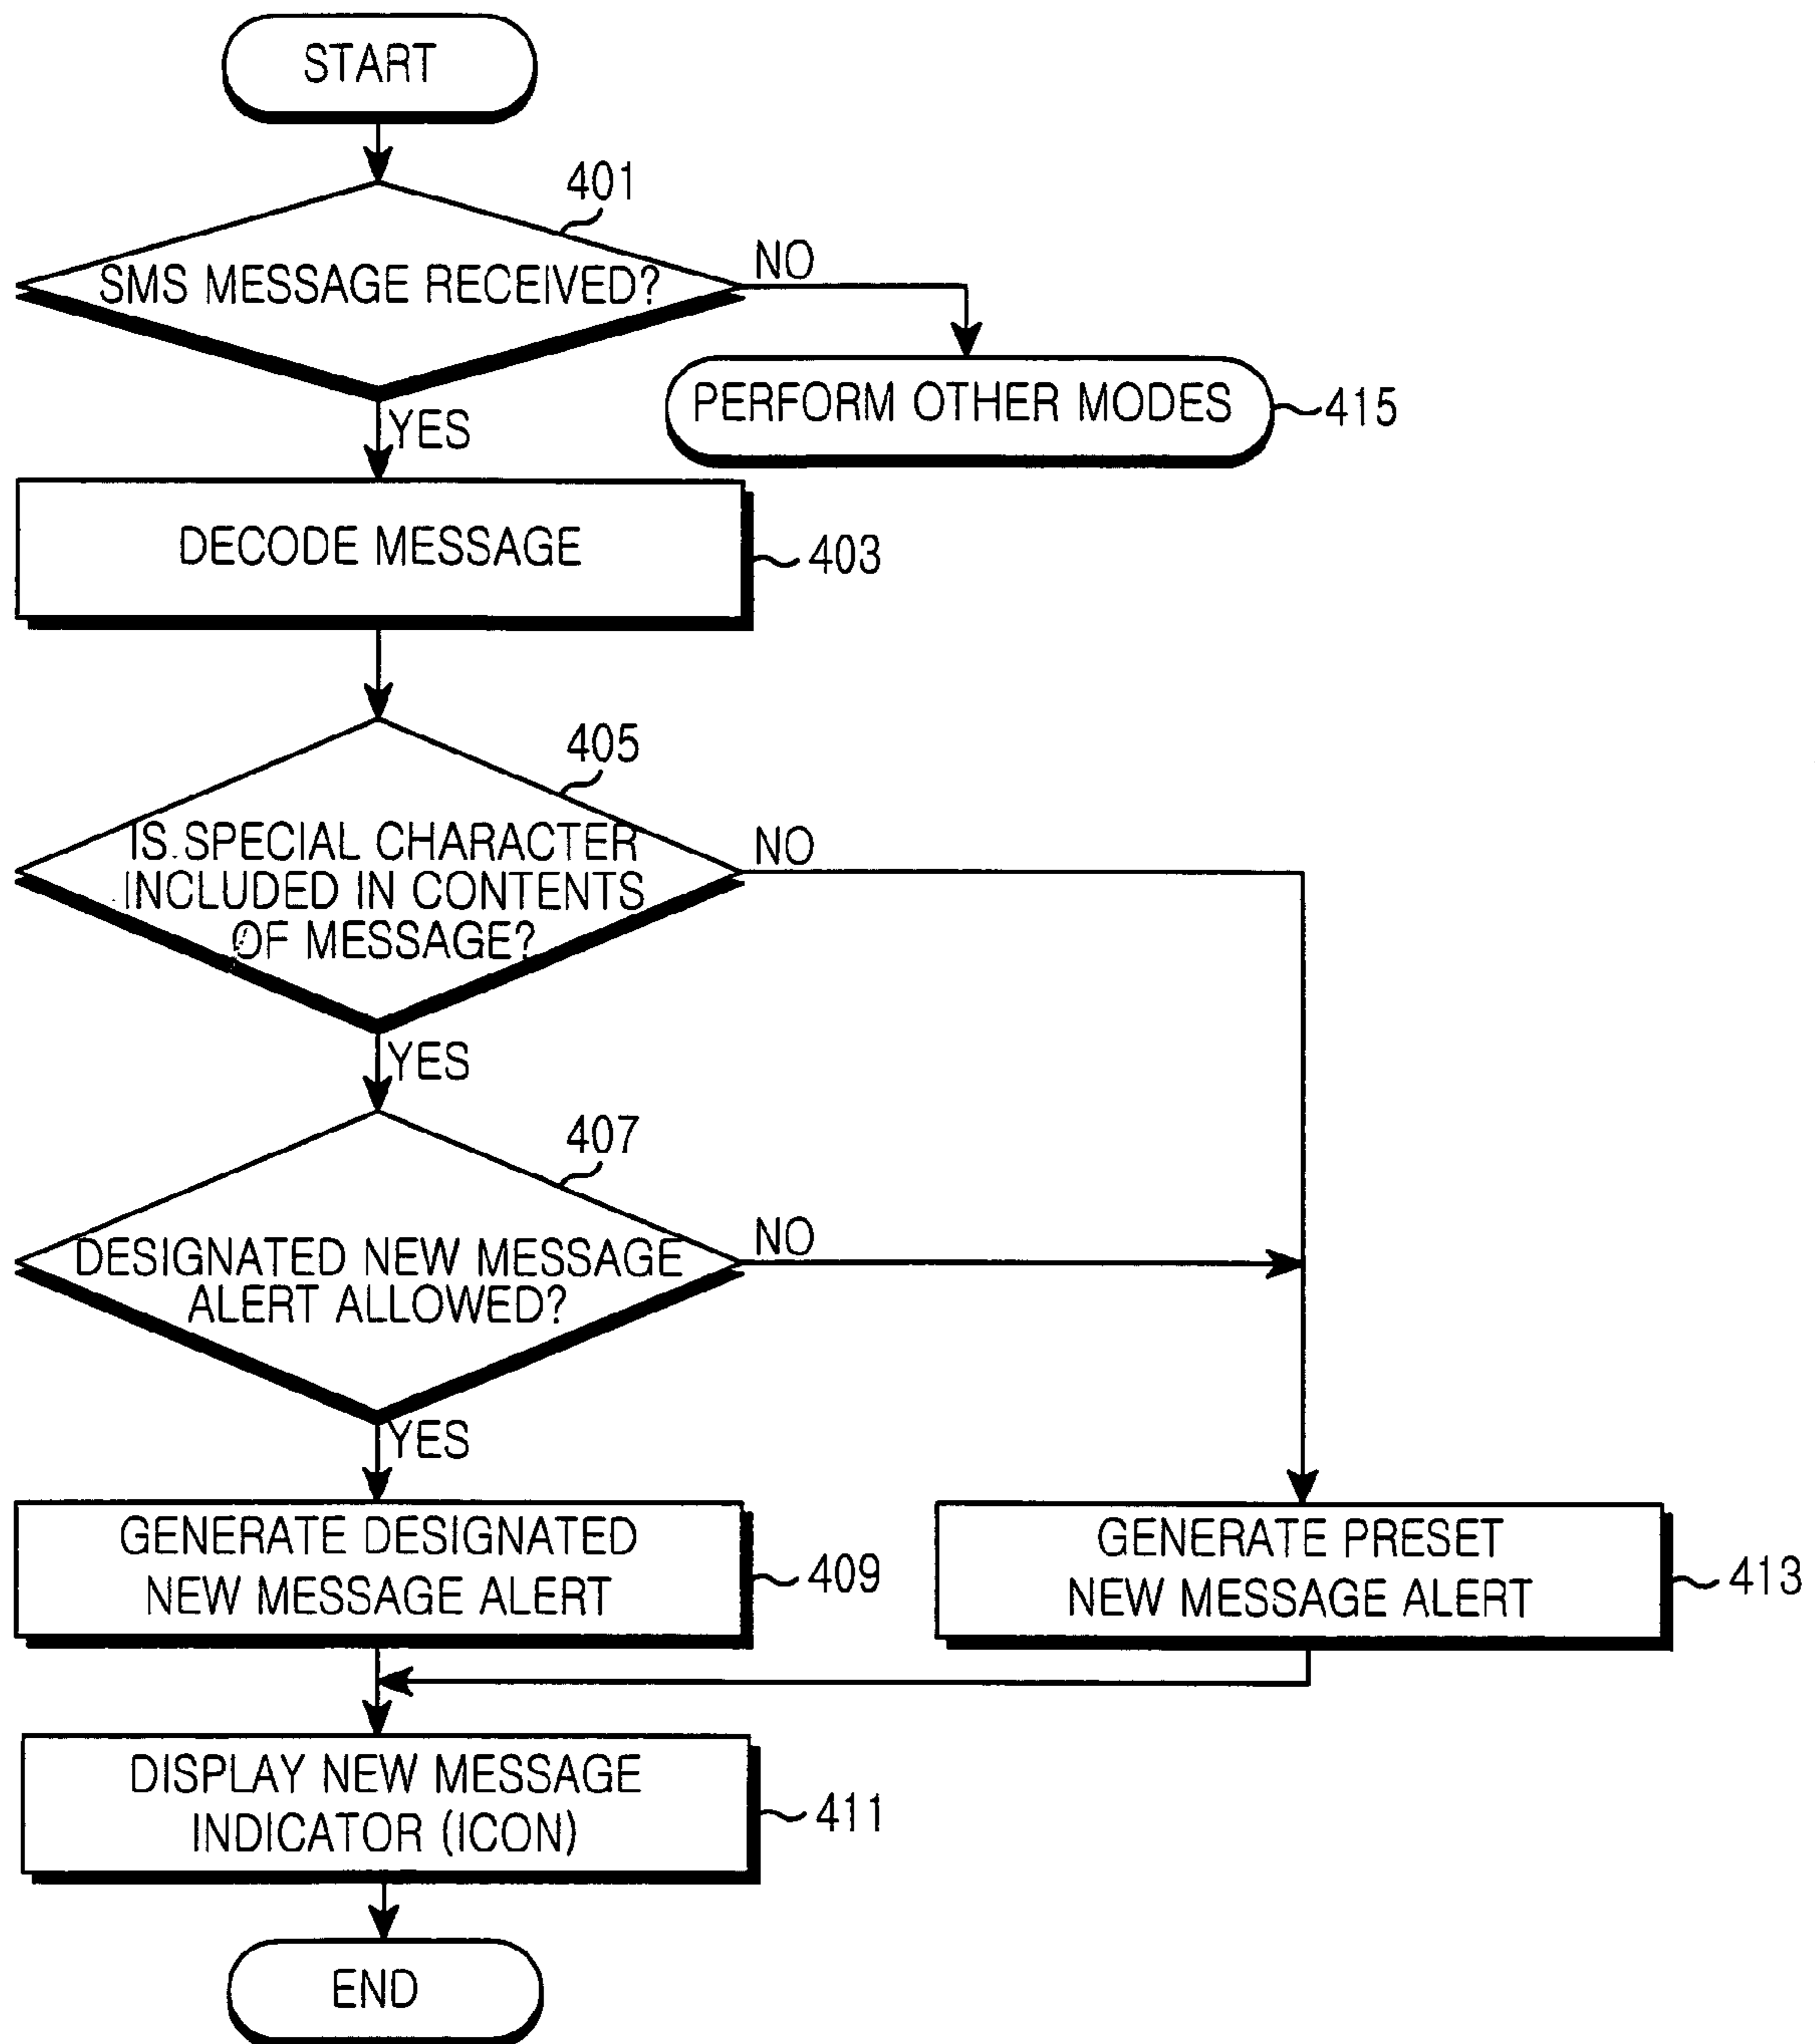 START
401
SMS MESSAGE RECEIVED?
NO
PERFORM OTHER MODES
415
YES
DECODE MESSAGE
403
405
IS SPECIAL CHARACTER
INCLUDED IN CONTENTS
OF MESSAGE?
NO
YES
407
DESIGNATED NEW MESSAGE
ALERT ALLOWED?
NO
YES
GENERATE DESIGNATED
NEW MESSAGE ALERT
409
GENERATE PRESET
NEW MESSAGE ALERT
413
DISPLAY NEW MESSAGE
INDICATOR (ICON)
411
END